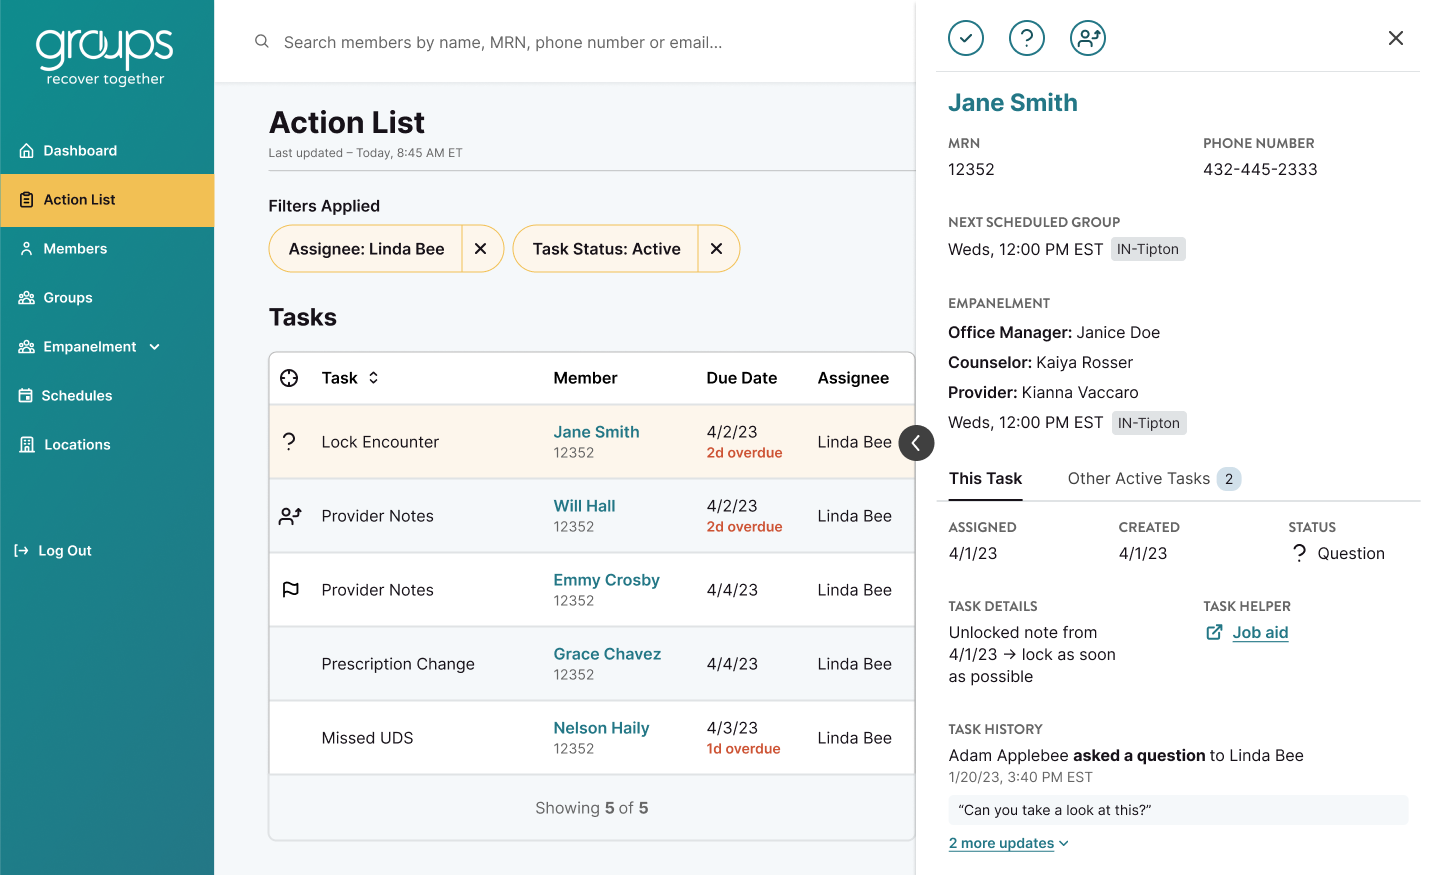 groups
recover together
Dashboard
Action List
Members
Groups
Empanelment
Schedules
Locations
Log Out
Search members by name, MRN, phone number or email...
Action List
Last updated – Today, 8:45 AM ET
Filters Applied
Assignee: Linda Bee
Task Status: Active
Tasks
Task Member Due Date Assignee
Lock Encounter Jane Smith 4/2/23 Linda Bee
12352 2d overdue
Provider Notes Will Hall 4/2/23 Linda Bee
12352 2d overdue
Provider Notes Emmy Crosby 4/4/23 Linda Bee
12352
Prescription Change Grace Chavez 4/4/23 Linda Bee
12352
Missed UDS Nelson Haily 4/3/23 Linda Bee
12352 1d overdue
Showing 5 of 5
Jane Smith
MRN PHONE NUMBER
12352 432-445-2333
NEXT SCHEDULED GROUP
Weds, 12:00 PM EST IN-Tipton
EMPANELMENT
Office Manager: Janice Doe
Counselor: Kaiya Rosser
Provider: Kianna Vaccaro
Weds, 12:00 PM EST IN-Tipton
This Task Other Active Tasks 2
ASSIGNED CREATED STATUS
4/1/23 4/1/23 ? Question
TASK DETAILS TASK HELPER
Unlocked note from Job aid
4/1/23 → lock as soon
as possible
TASK HISTORY
Adam Applebee asked a question to Linda Bee
1/20/23, 3:40 PM EST
“Can you take a look at this?”
2 more updates